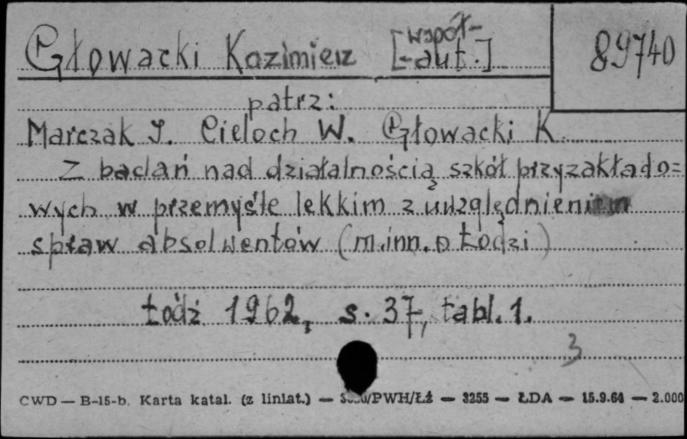 Głowacki Kazimierz [współ-
-aut.]
89740
patrz:
Marczak J. Cieloch W. Głowacki K.
Z badań nad działalnością szkół przyzakłado=
wych w przemyśle lekkim z uwzględnieniem
spraw absolwentów (m.inn. o Łodzi)
Łódź 1962, s. 37, tabl. 1.
3
CWD — B-15-b. Karta katal. (z liniat.) — /PWH/Łź — 3255 — ŁDA — 15.9.64 — 2.000